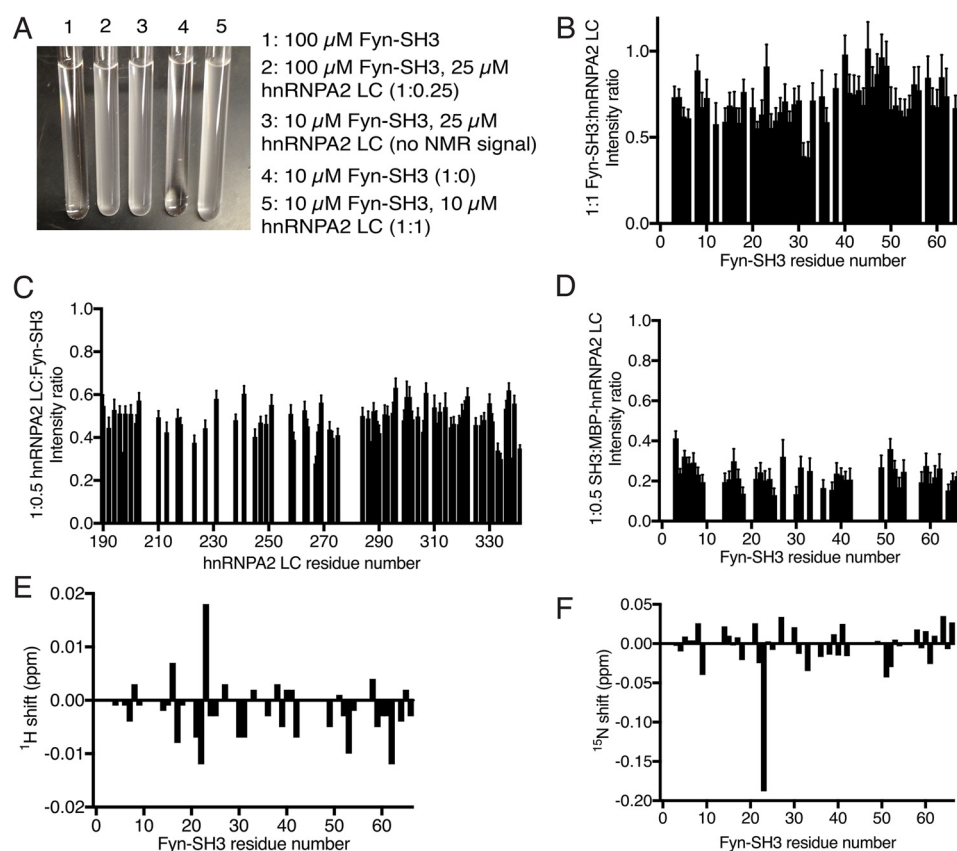 A
1 2 3 4 5
1: 100 µM Fyn-SH3
2: 100 µM Fyn-SH3, 25 µM
hnRNPA2 LC (1:0.25)
3: 10 µM Fyn-SH3, 25 µM
hnRNPA2 LC (no NMR signal)
4: 10 µM Fyn-SH3 (1:0)
5: 10 µM Fyn-SH3, 10 µM
hnRNPA2 LC (1:1)
B
1:1 Fyn-SH3:hnRNPA2 LC
Intensity ratio
1.0
0.5
0.0
0 10 20 30 40 50 60
Fyn-SH3 residue number
C
1:0.5 hnRNPA2 LC:Fyn-SH3
Intensity ratio
1.0
0.8
0.6
0.4
0.2
0.0
190 210 230 250 270 290 310 330
hnRNPA2 LC residue number
D
1:0.5 SH3:MBP-hnRNPA2 LC
Intensity ratio
1.0
0.8
0.6
0.4
0.2
0.0
0 10 20 30 40 50 60
Fyn-SH3 residue number
E
¹H shift (ppm)
0.02
0.01
0.00
-0.01
-0.02
0 10 20 30 40 50 60
Fyn-SH3 residue number
F
¹⁵N shift (ppm)
0.05
0.00
-0.05
-0.10
-0.15
-0.20
0 10 20 30 40 50 60
Fyn-SH3 residue number